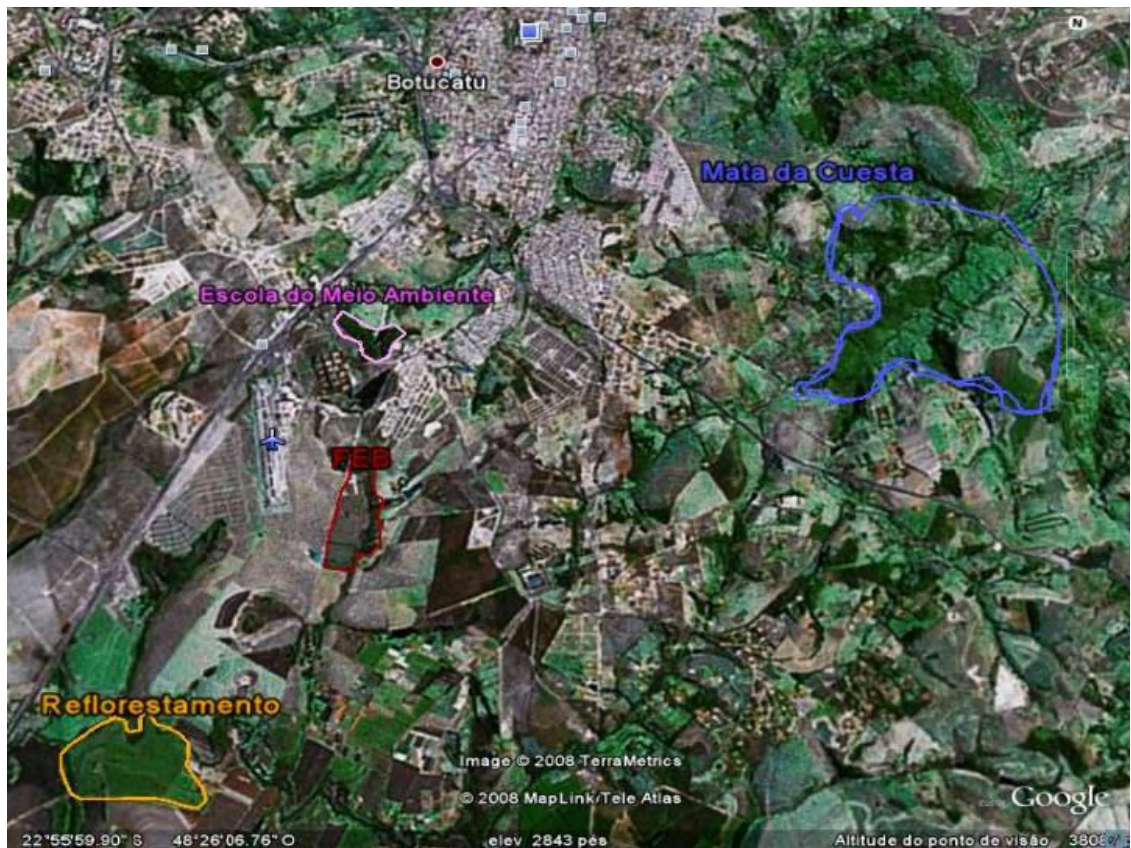 N
Botucatu
Mata da Cuesta
Escola do Meio Ambiente
FEB
Reflorestamento
Image © 2008 TerraMetrics
© 2008 MapLink/Tele Atlas
Google
22°55'59.90" S 48°26'06.76" O elev 2843 pés Altitude do ponto de visão